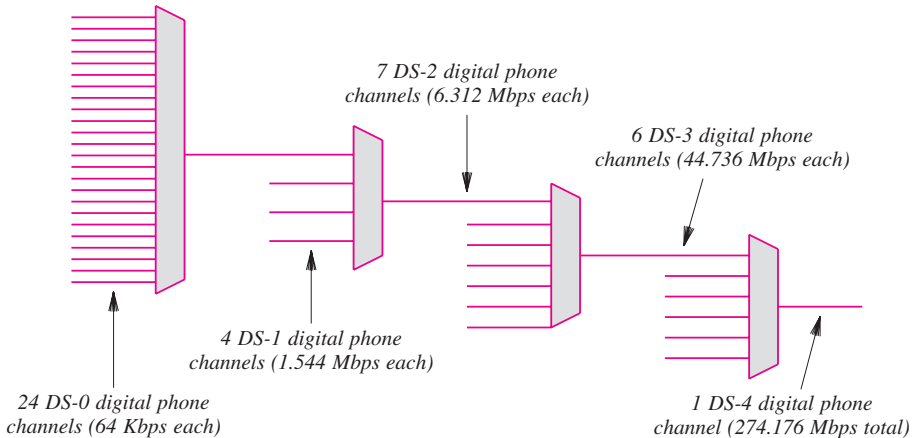 7 DS-2 digital phone
channels (6.312 Mbps each)
6 DS-3 digital phone
channels (44.736 Mbps each)
4 DS-1 digital phone
channels (1.544 Mbps each)
24 DS-0 digital phone
channels (64 Kbps each)
1 DS-4 digital phone
channel (274.176 Mbps total)